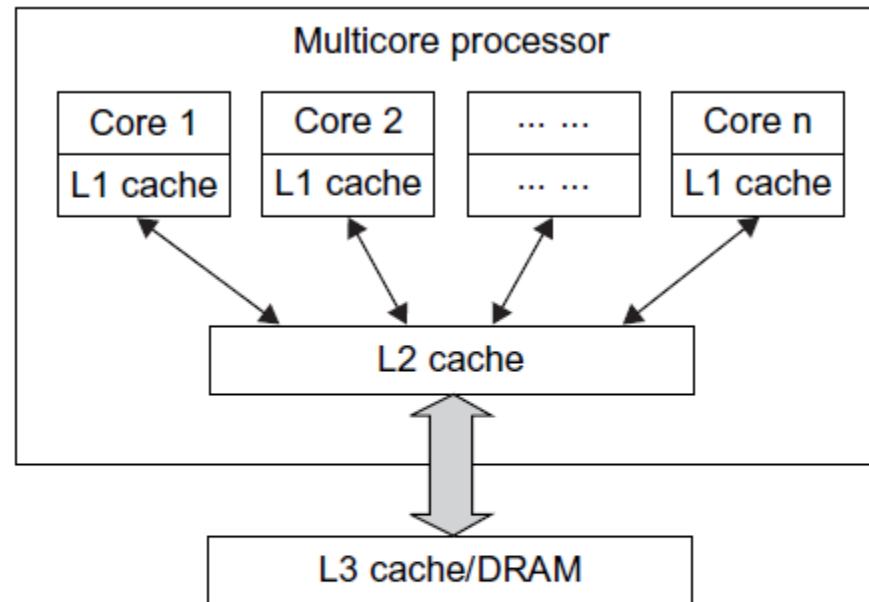 Multicore processor
Core 1 Core 2 ... ... Core n
L1 cache L1 cache ... ... L1 cache
L2 cache
L3 cache/DRAM